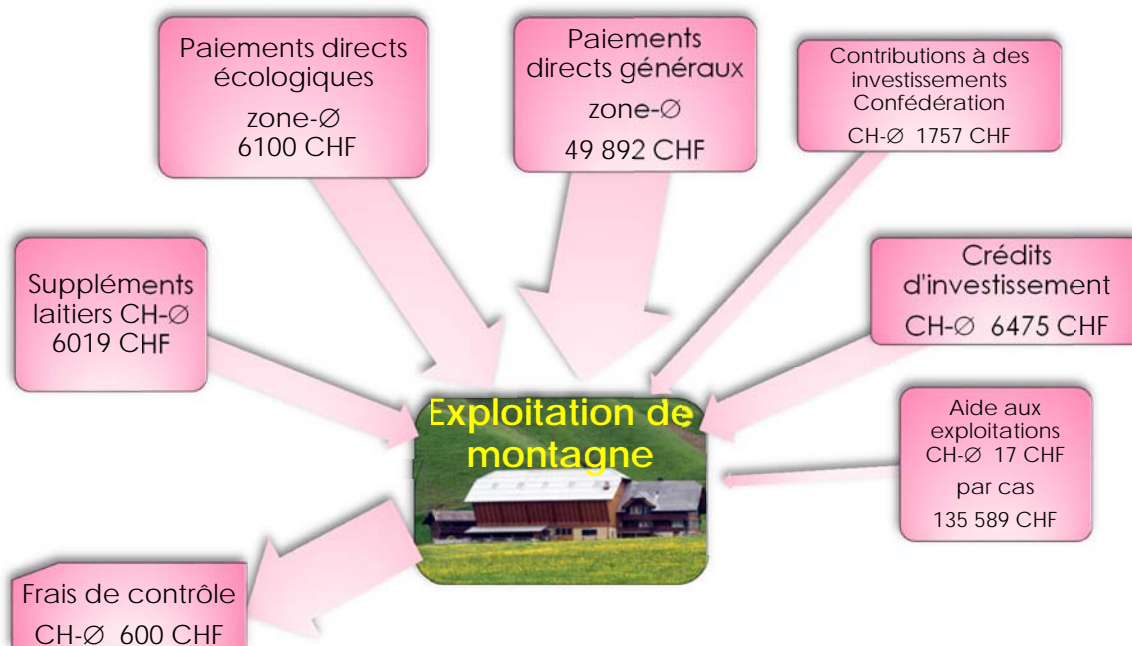 Paiements directs
écologiques
zone-∅
6100 CHF
Paiements
directs généraux
zone-∅
49 892 CHF
Contributions à des
investissements
Confédération
CH-∅ 1757 CHF
Suppléments
laitiers CH-∅
6019 CHF
Crédits
d'investissement
CH-∅ 6475 CHF
Exploitation de
montagne
Aide aux
exploitations
CH-∅ 17 CHF
par cas
135 589 CHF
Frais de contrôle
CH-∅ 600 CHF